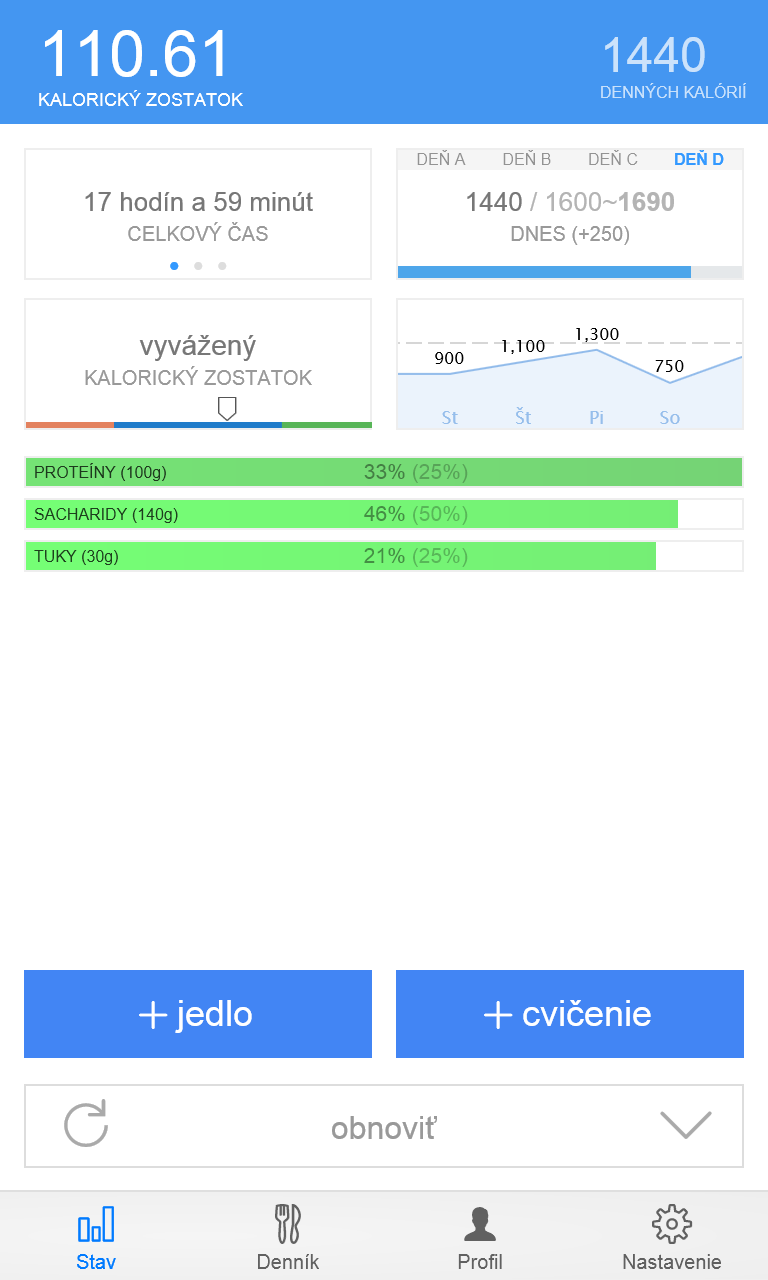 110.61
KALORICKÝ ZOSTATOK
1440
DENNÝCH KALÓRIÍ
17 hodín a 59 minút
CELKOVÝ ČAS
DEŇ A DEŇ B DEŇ C DEŇ D
1440 / 1600~1690
DNES (+250)
vyvážený
KALORICKÝ ZOSTATOK
900 1,100 1,300 750
St Št Pi So
PROTEÍNY (100g) 33% (25%)
SACHARIDY (140g) 46% (50%)
TUKY (30g) 21% (25%)
+ jedlo
+ cvičenie
obnoviť
Stav Denník Profil Nastavenie